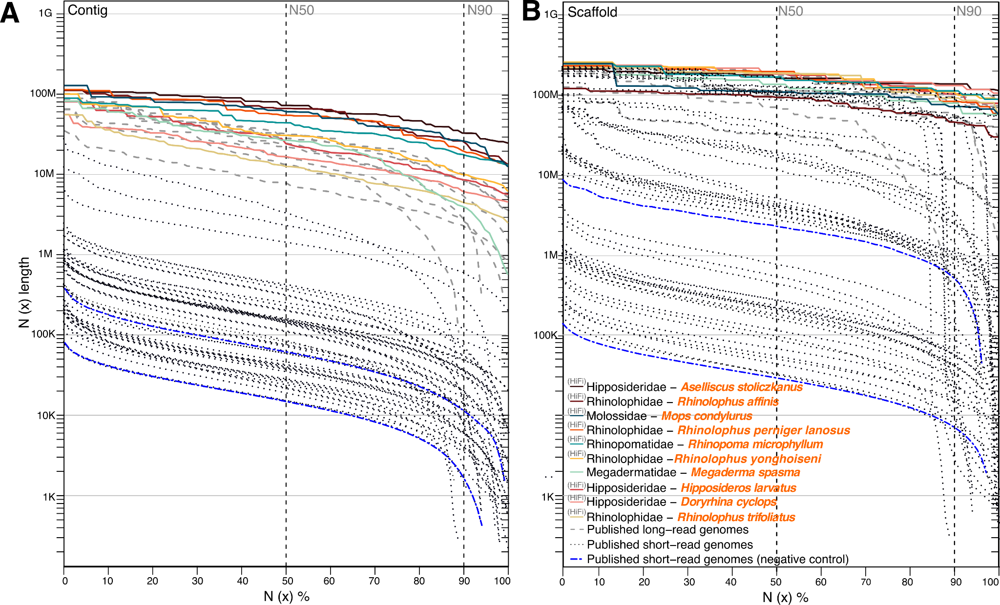 A
Contig
N50
N90
1G
100M
10M
1M
100K
10K
1K
N (x) length
0 10 20 30 40 50 60 70 80 90 100
N (x) %
B
Scaffold
N50
N90
1G
100M
10M
1M
100K
1K
(HiFi) Hipposideridae – Aselliscus stoliczkanus
(HiFi) Rhinolophidae – Rhinolophus affinis
(HiFi) Molossidae – Mops condylurus
(HiFi) Rhinolophidae – Rhinolophus perniger lanosus
(HiFi) Rhinopomatidae – Rhinopoma microphyllum
(HiFi) Rhinolophidae –Rhinolophus yonghoiseni
Megadermatidae – Megaderma spasma
(HiFi) Hipposideridae – Hipposideros larvatus
(HiFi) Hipposideridae – Doryrhina cyclops
(HiFi) Rhinolophidae – Rhinolophus trifoliatus
Published long–read genomes
Published short–read genomes
Published short–read genomes (negative control)
0 10 20 30 40 50 60 70 80 90 100
N (x) %